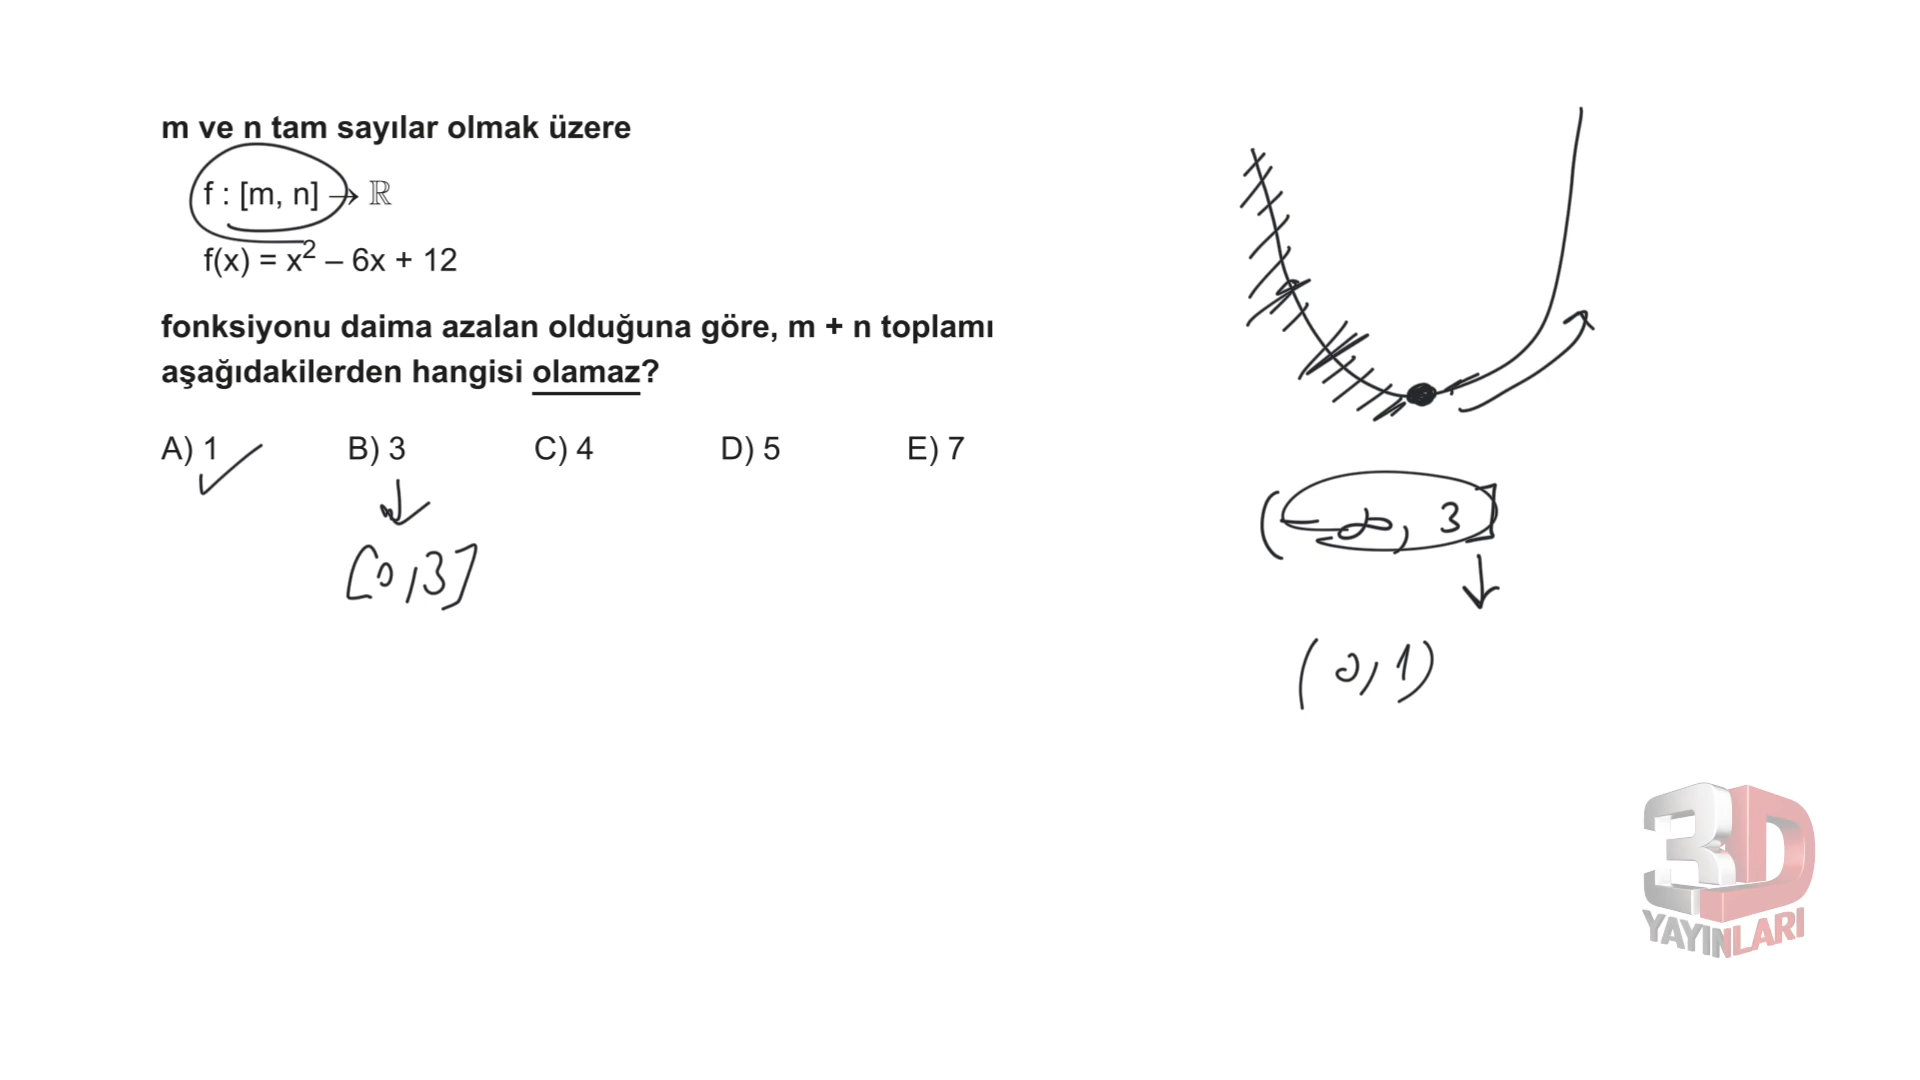 m ve n tam sayılar olmak üzere
f : [m, n] → ℝ
f(x) = x² – 6x + 12
fonksiyonu daima azalan olduğuna göre, m + n toplamı
aşağıdakilerden hangisi olamaz?
A) 1 B) 3 C) 4 D) 5 E) 7
[0,3]
(-∞, 3]
(0,1)
3D
YAYINLARI